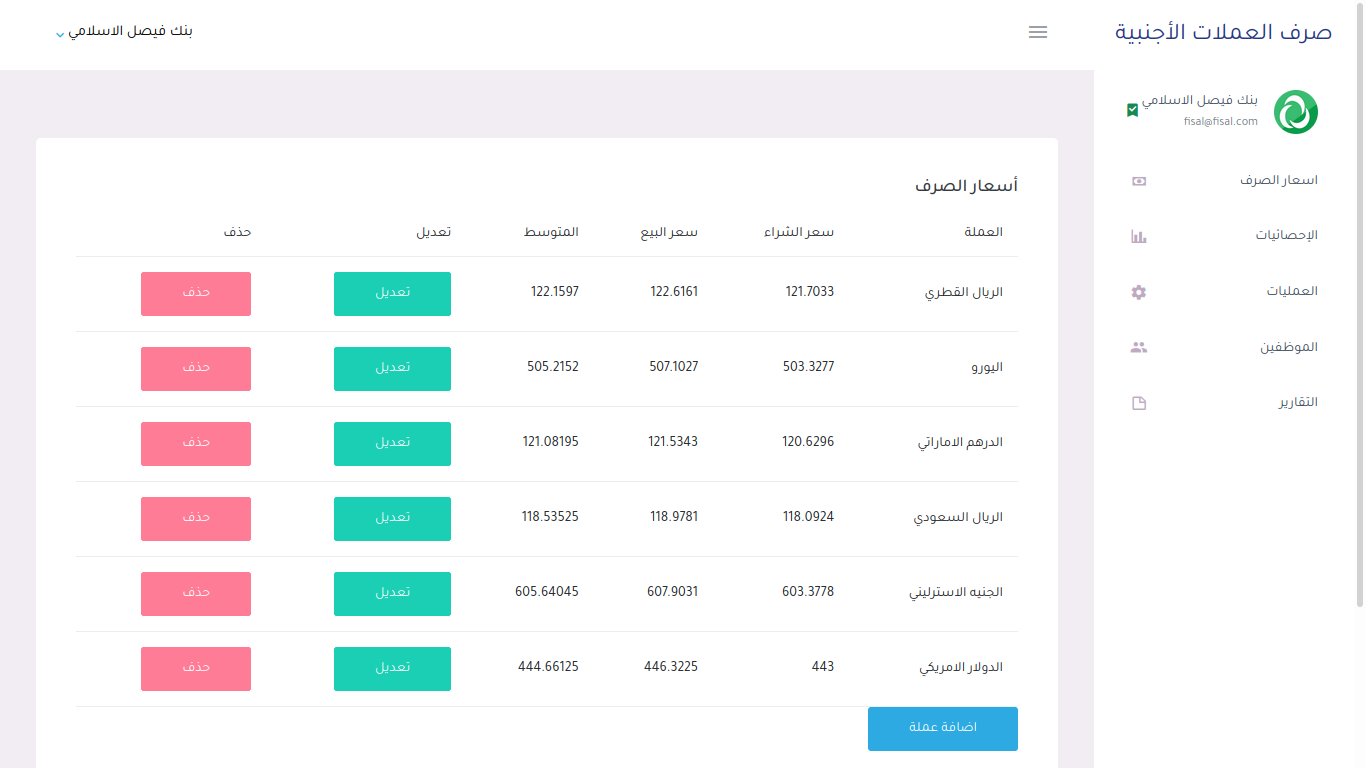 صرف العملات الأجنبية
بنك فيصل الاسلامي
بنك فيصل الاسلامي
fisal@fisal.com
اسعار الصرف
الإحصائيات
العمليات
الموظفين
التقارير
أسعار الصرف
العملة سعر الشراء سعر البيع المتوسط تعديل حذف
الريال القطري 121.7033 122.6161 122.1597 تعديل حذف
اليورو 503.3277 507.1027 505.2152 تعديل حذف
الدرهم الاماراتي 120.6296 121.5343 121.08195 تعديل حذف
الريال السعودي 118.0924 118.9781 118.53525 تعديل حذف
الجنيه الاسترليني 603.3778 607.9031 605.64045 تعديل حذف
الدولار الامريكي 443 446.3225 444.66125 تعديل حذف
اضافة عملة